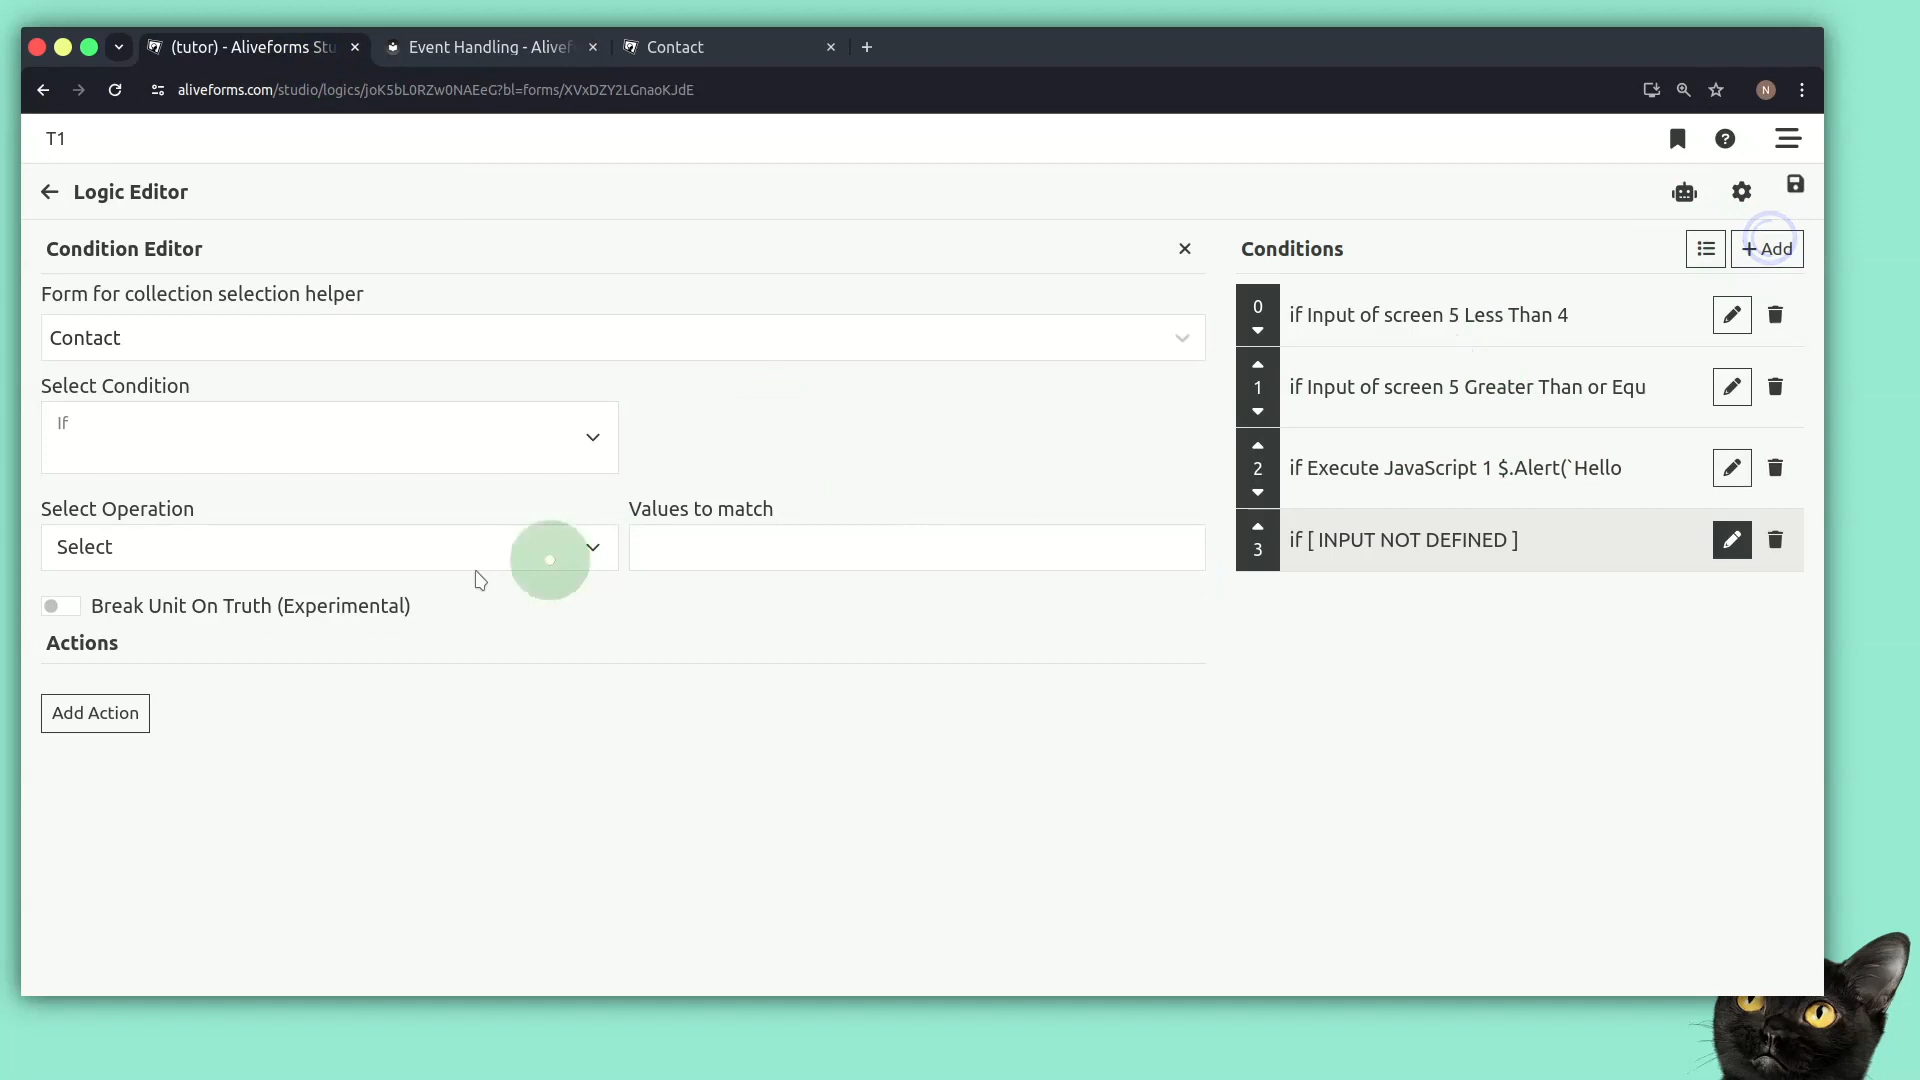 (tutor) - Aliveforms Stu
Event Handling - Alivef
Contact
aliveforms.com/studio/logics/joK5bL0RZw0NAEeG?bl=forms/XVxDZY2LGnaoKJdE
N
T1
Logic Editor
Condition Editor
Form for collection selection helper
Contact
Select Condition
If
Select Operation
Values to match
Select
Break Unit On Truth (Experimental)
Actions
Add Action
Conditions
+ Add
0
if Input of screen 5 Less Than 4
1
if Input of screen 5 Greater Than or Equ
2
if Execute JavaScript 1 $.Alert(`Hello
3
if [ INPUT NOT DEFINED ]